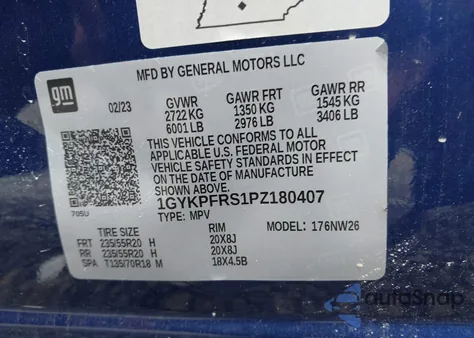 MFD BY GENERAL MOTORS LLC
gm
02/23
GVWR
2722 KG
6001 LB
GAWR FRT
1350 KG
2976 LB
GAWR RR
1545 KG
3406 LB
THIS VEHICLE CONFORMS TO ALL
APPLICABLE U.S. FEDERAL MOTOR
VEHICLE SAFETY STANDARDS IN EFFECT
ON THE DATE OF MANUFACTURE
SHOWN ABOVE.
705U
1GYKPFRS1PZ180407
TYPE: MPV
MODEL: 176NW26
TIRE SIZE RIM
FRT 235/55R20 H 20X8J
RR 235/55R20 H 20X8J
SPA T135/70R18 M 18X4.5B
autoSnap